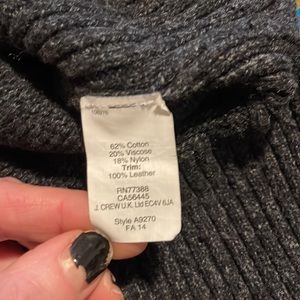 62% Cotton
20% Viscose
18% Nylon
Trim:
100% Leather
RN77388
CA56445
J. CREW U.K. Ltd EC4V 6JA
Style A9270
FA 14